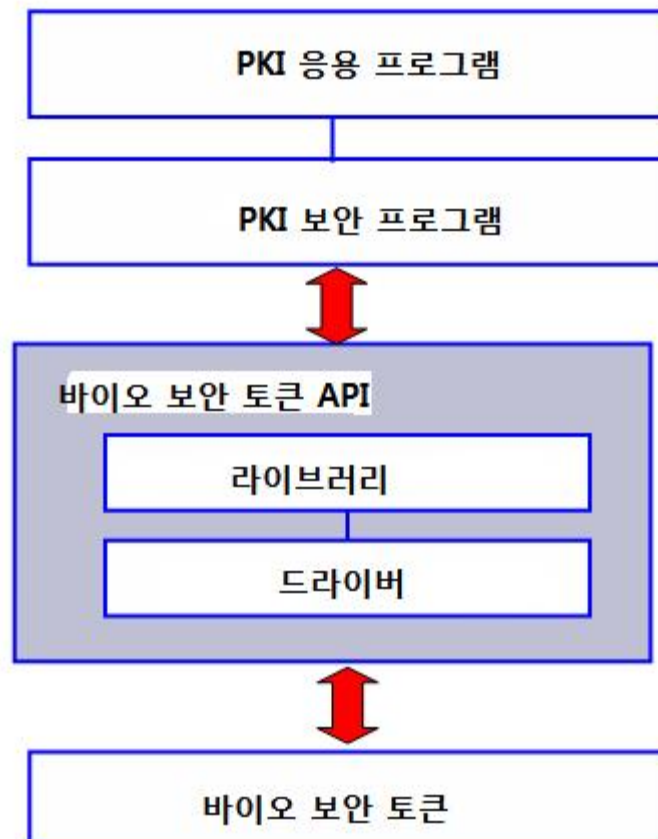 PKI 응용 프로그램
PKI 보안 프로그램
바이오 보안 토큰 API
라이브러리
드라이버
바이오 보안 토큰